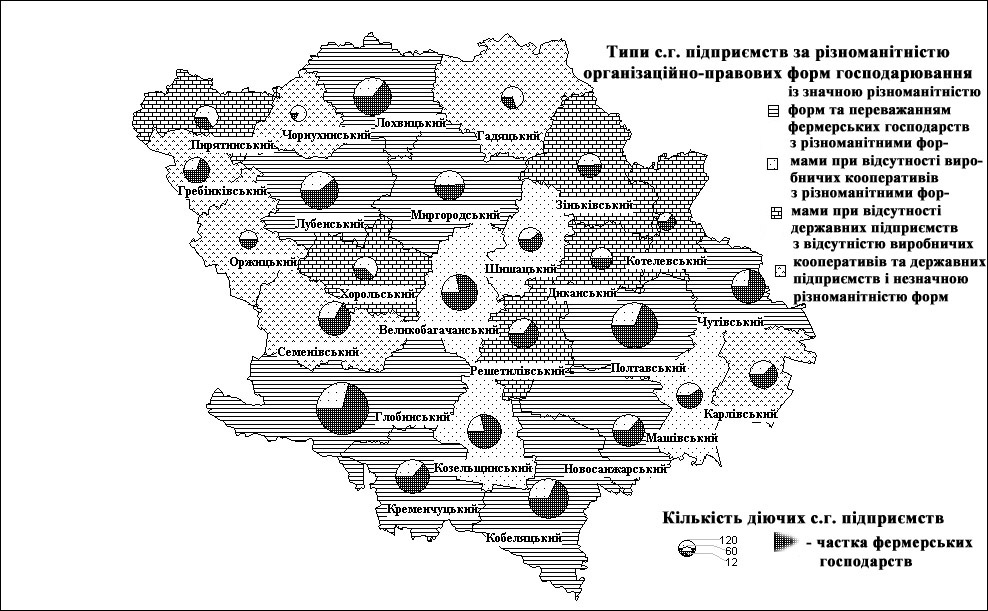 Типи с.г. підприємств за різноманітністю
організаційно-правових форм господарювання
із значною різноманітністю
форм та переважанням
фермерських господарств
з різноманітними фор-
мами при відсутності виро-
бничих кооперативів
з різноманітними фор-
мами при відсутності
державних підприємств
з відсутністю виробничих
кооперативів та державних
підприємств і незначною
різноманітністю форм
Лохвицький
Чорнухинський
Гадяцький
Пирятинський
Гребінківський
Зіньківський
Миргородський
Лубенський
Оржицький
Шишацький
Котелевський
Хорольський
Диканський
Чутівський
Великобагачанський
Семенівський
Решетилівський
Полтавський
Глобинський
Карлівський
Машівський
Козельщинський
Новосанжарський
Кременчуцький
Кобеляцький
Кількість діючих с.г. підприємств
120
60
12
- частка фермерських
господарств